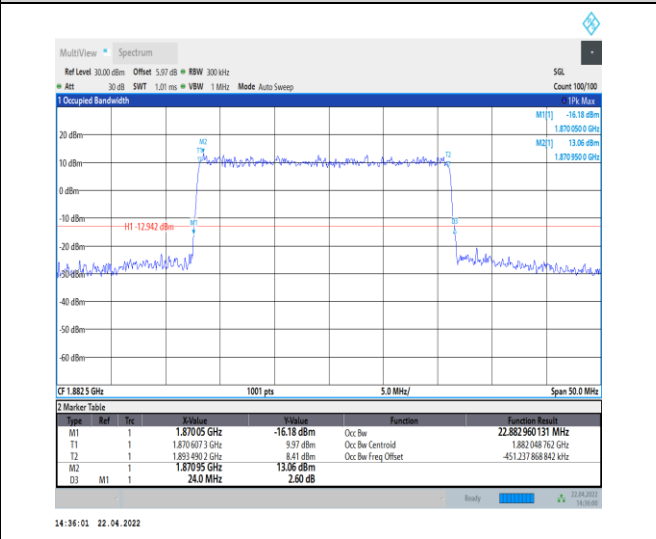 MultiView Spectrum
Ref Level 30.00 dBm Offset 5.97 dB RBW 300 kHz SGL
Att 30 dB SWT 1.01 ms VBW 1 MHz Mode Auto Sweep Count 100/100
1 Occupied Bandwidth 1Pk Max
M1[1] -16.18 dBm
1.870 050 0 GHz
M2[1] 13.06 dBm
1.870 950 0 GHz
20 dBm
M2
T1
T2
10 dBm
0 dBm
-10 dBm
H1 -12.942 dBm
M1
D3
-20 dBm
-30 dBm
-40 dBm
-50 dBm
-60 dBm
CF 1.882 5 GHz 1001 pts 5.0 MHz/ Span 50.0 MHz
2 Marker Table
Type Ref Trc X-Value Y-Value Function Function Result
M1 1 1.870 05 GHz -16.18 dBm Occ Bw 22.882 960 131 MHz
T1 1 1.870 607 3 GHz 9.97 dBm Occ Bw Centroid 1.882 048 762 GHz
T2 1 1.893 490 2 GHz 8.41 dBm Occ Bw Freq Offset -451.237 868 842 kHz
M2 1 1.870 95 GHz 13.06 dBm
D3 M1 1 24.0 MHz 2.60 dB
Ready 22.04.2022
14:36:00
14:36:01 22.04.2022